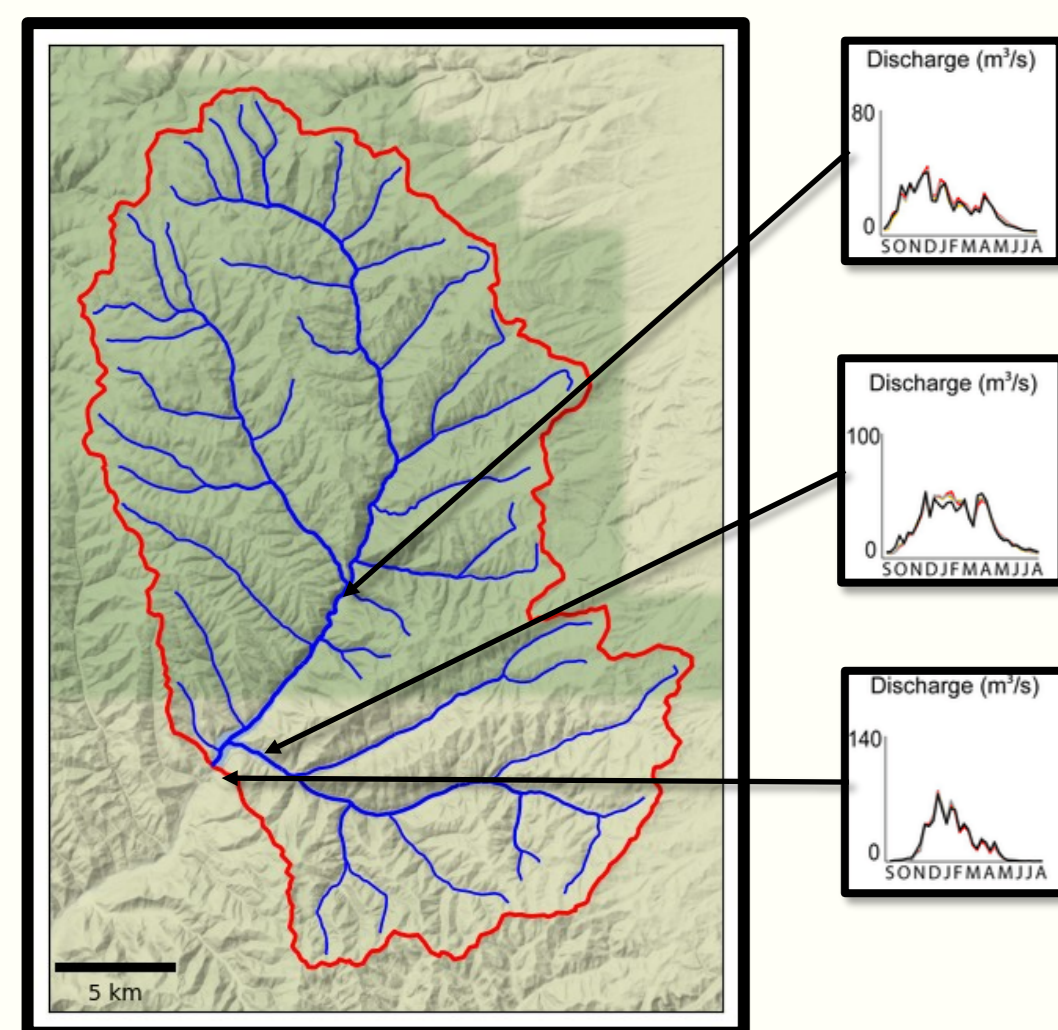 Discharge (m³/s)
80
0
SONDJFMAMJJA
Discharge (m³/s)
100
0
SONDJFMAMJJA
Discharge (m³/s)
140
0
SONDJFMAMJJA
5 km